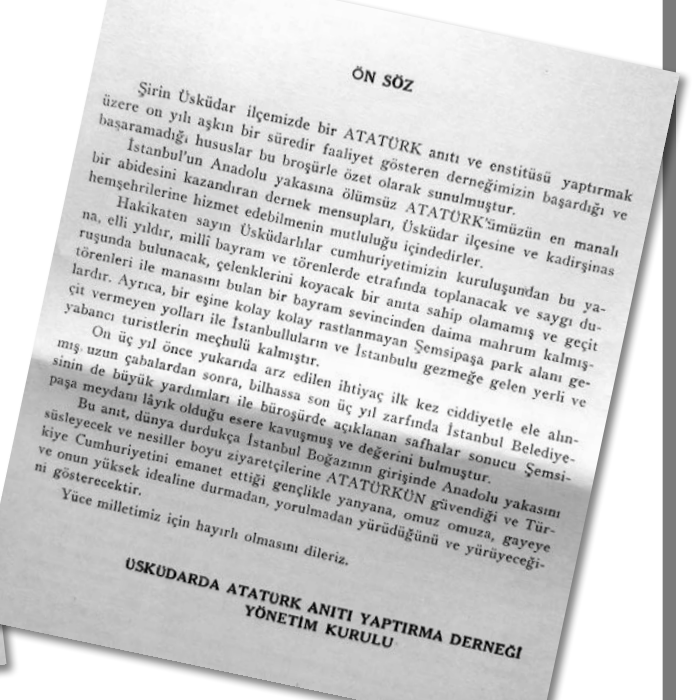 ÖN SÖZ
Şirin Üsküdar ilçemizde bir ATATÜRK anıtı ve enstitüsü yaptırmak
üzere on yılı aşkın bir süredir faaliyet gösteren derneğimizin başardığı ve
başaramadığı hususlar bu broşürle özet olarak sunulmuştur.
İstanbul'un Anadolu yakasına ölümsüz ATATÜRK'ümüzün en manalı
bir abidesini kazandıran dernek mensupları, Üsküdar ilçesine ve kadirşinas
hemşehrilerine hizmet edebilmenin mutluluğu içindedirler.
Hakikaten sayın Üsküdarlılar cumhuriyetimizin kuruluşundan bu ya-
na, elli yıldır, millî bayram ve törenlerde etrafında toplanacak ve saygı du-
ruşunda bulunacak, çelenklerini koyacak bir anıta sahip olamamış ve geçit
törenleri ile manasını bulan bir bayram sevincinden daima mahrum kalmış-
lardır. Ayrıca, bir eşine kolay kolay rastlanmayan Şemsipaşa park alanı ge-
çit vermeyen yolları ile İstanbulluların ve İstanbulu gezmeğe gelen yerli ve
yabancı turistlerin meçhulü kalmıştır.
On üç yıl önce yukarıda arz edilen ihtiyaç ilk kez ciddiyetle ele alın-
mış, uzun çabalardan sonra, bilhassa son üç yıl zarfında İstanbul Belediye-
sinin de büyük yardımları ile büroşürde açıklanan safhalar sonucu Şemsi-
paşa meydanı lâyık olduğu esere kavuşmuş ve değerini bulmuştur.
Bu anıt, dünya durdukça İstanbul Boğazının girişinde Anadolu yakasını
süsleyecek ve nesiller boyu ziyaretçilerine ATATÜRKÜN güvendiği ve Tür-
kiye Cumhuriyetini emanet ettiği gençlikle yanyana, omuz omuza, gayeye
ve onun yüksek idealine durmadan, yorulmadan yürüdüğünü ve yürüyeceği-
ni gösterecektir.
Yüce milletimiz için hayırlı olmasını dileriz.
ÜSKÜDARDA ATATÜRK ANITI YAPTIRMA DERNEĞİ
YÖNETİM KURULU